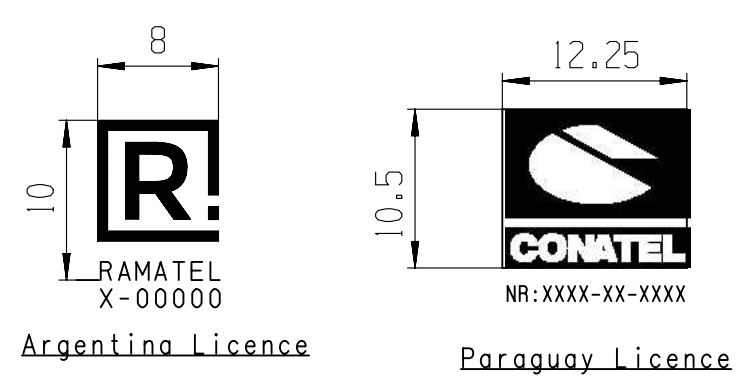 8
10
R.
RAMATEL
X-00000
Argentina Licence
12.25
10.5
CONATEL
NR:XXXX-XX-XXXX
Paraguay Licence